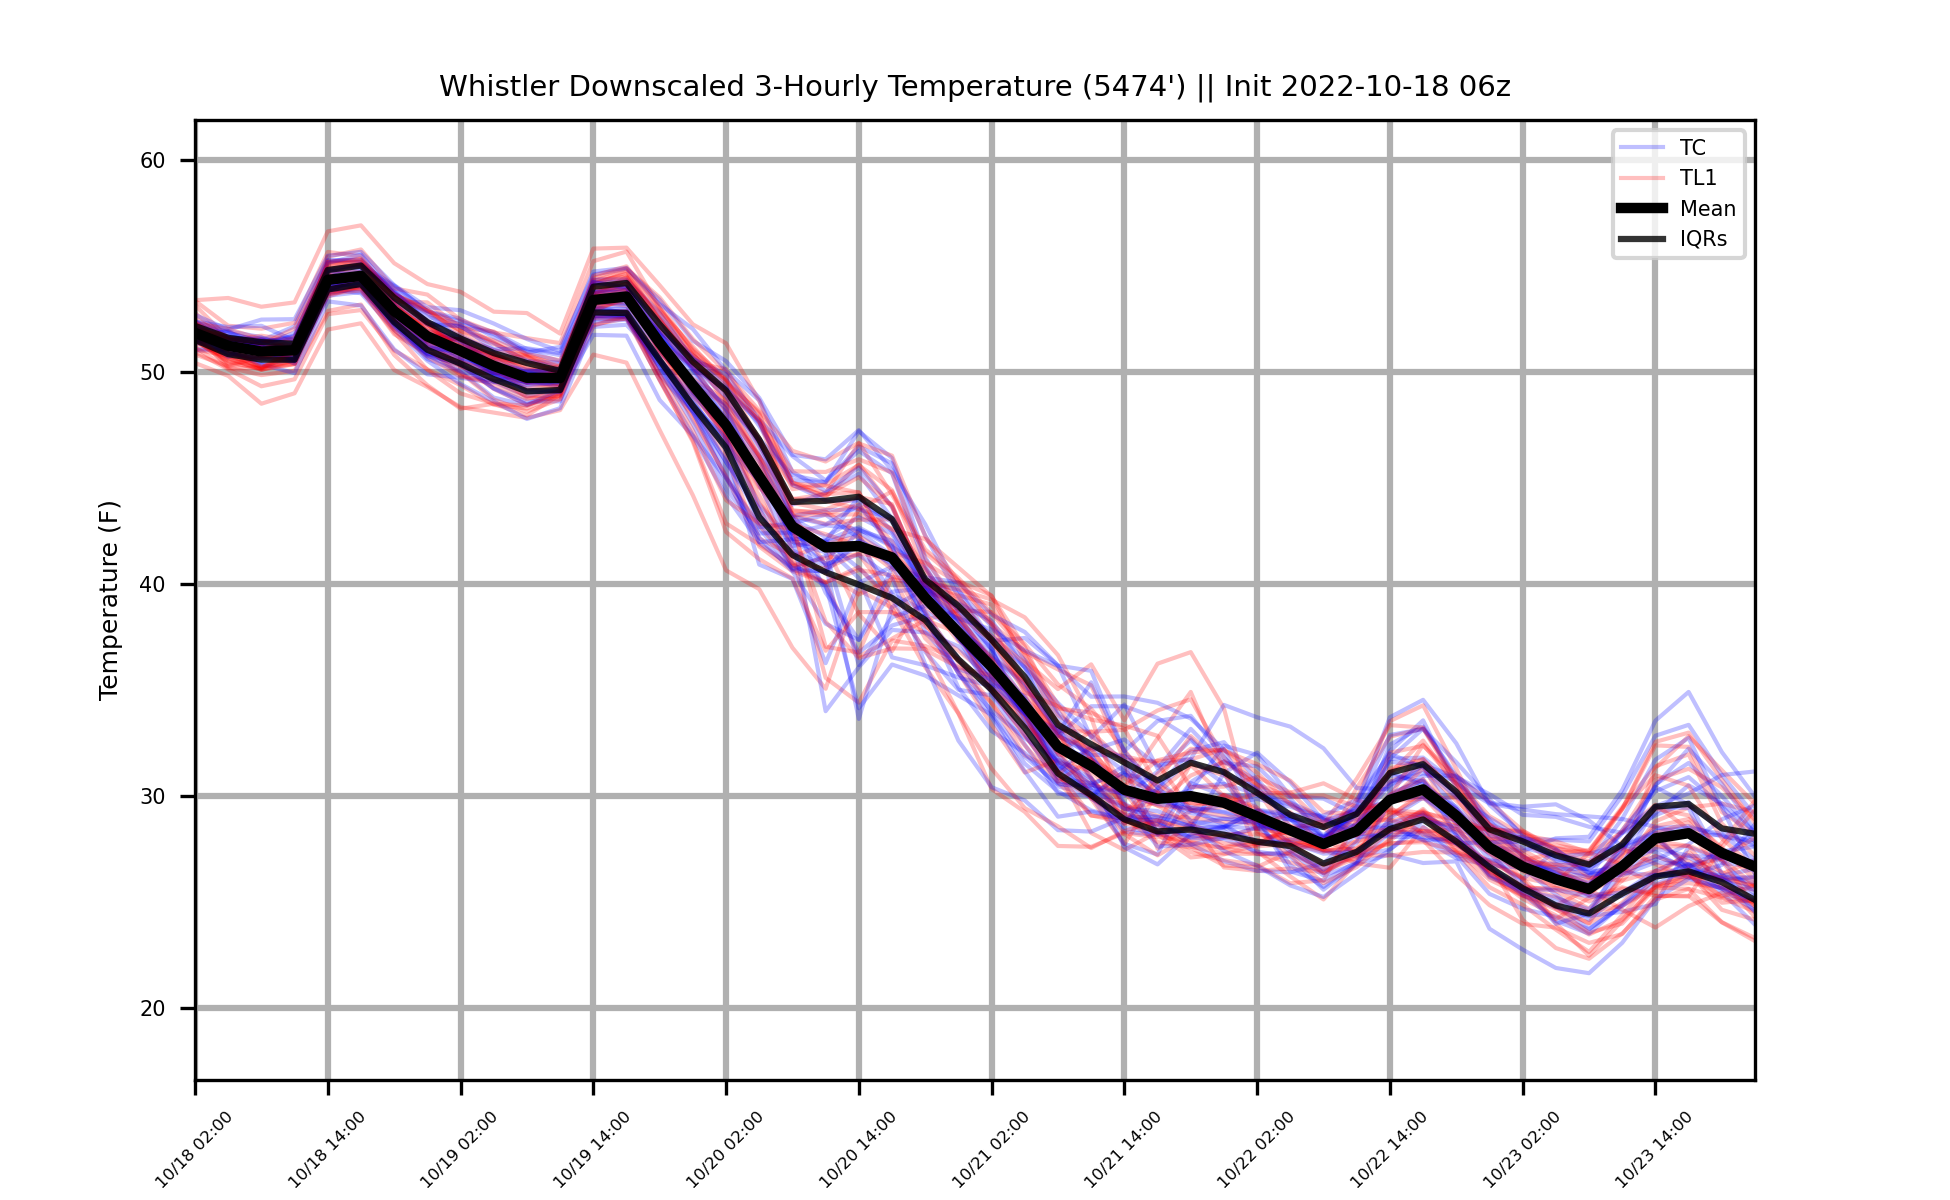 Whistler Downscaled 3-Hourly Temperature (5474') || Init 2022-10-18 06z
TC
TL1
Mean
IQRs
Temperature (F)
60
50
40
30
20
10/18 02:00
10/18 14:00
10/19 02:00
10/19 14:00
10/20 02:00
10/20 14:00
10/21 02:00
10/21 14:00
10/22 02:00
10/22 14:00
10/23 02:00
10/23 14:00